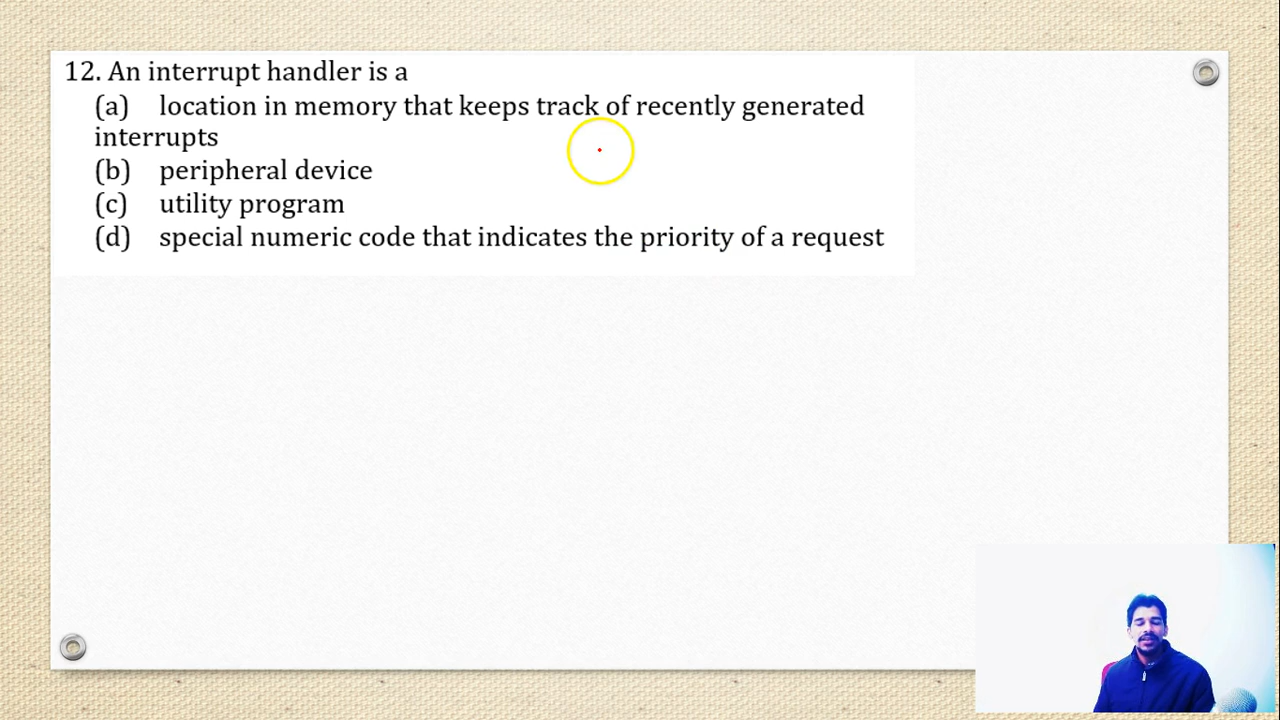 12. An interrupt handler is a
(a) location in memory that keeps track of recently generated
interrupts
(b) peripheral device
(c) utility program
(d) special numeric code that indicates the priority of a request